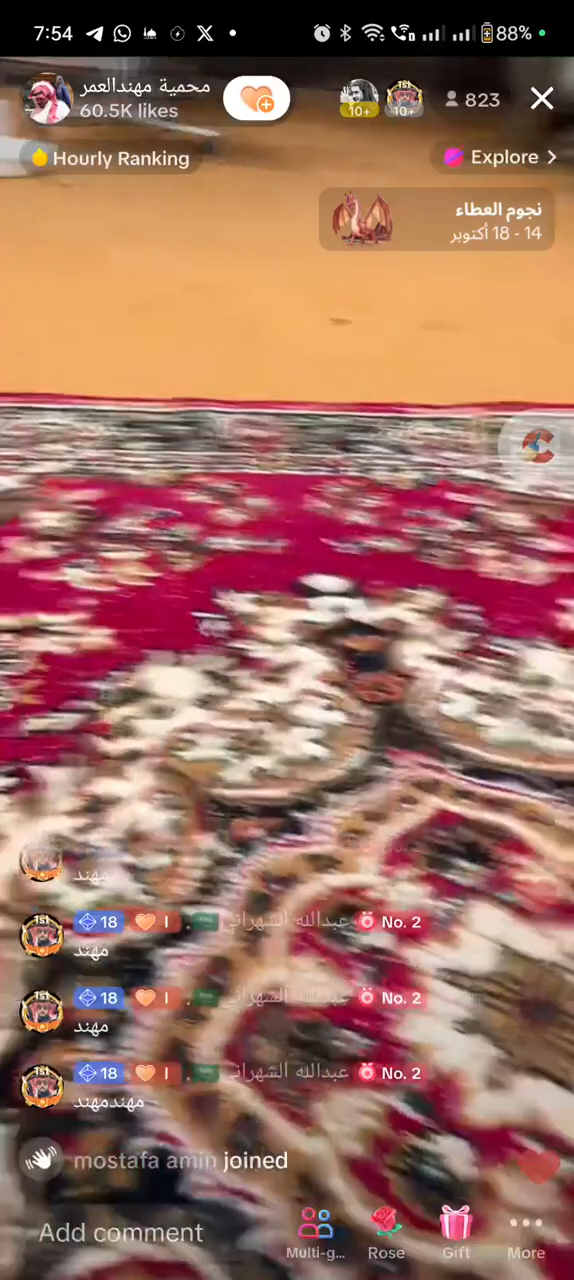 7:54
88%
محمية مهندالعمر
60.5K likes
10+
10+
823
Hourly Ranking
Explore
نجوم العطاء
14 - 18 أكتوبر
مهند
18 I عبدالله الشهراني No. 2
مهند
18 I عبدالله الشهراني No. 2
مهند
18 I عبدالله الشهراني No. 2
مهندمهند
mostafa amin joined
Add comment
Multi-g...
Rose
Gift
More